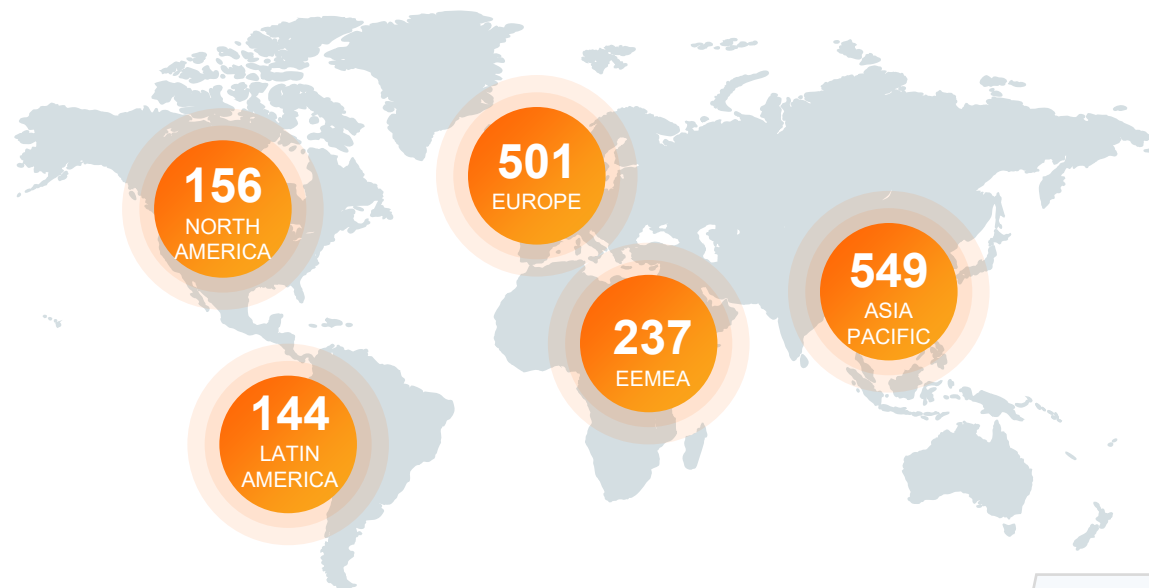 156
NORTH
AMERICA
501
EUROPE
549
ASIA
PACIFIC
237
EEMEA
144
LATIN
AMERICA